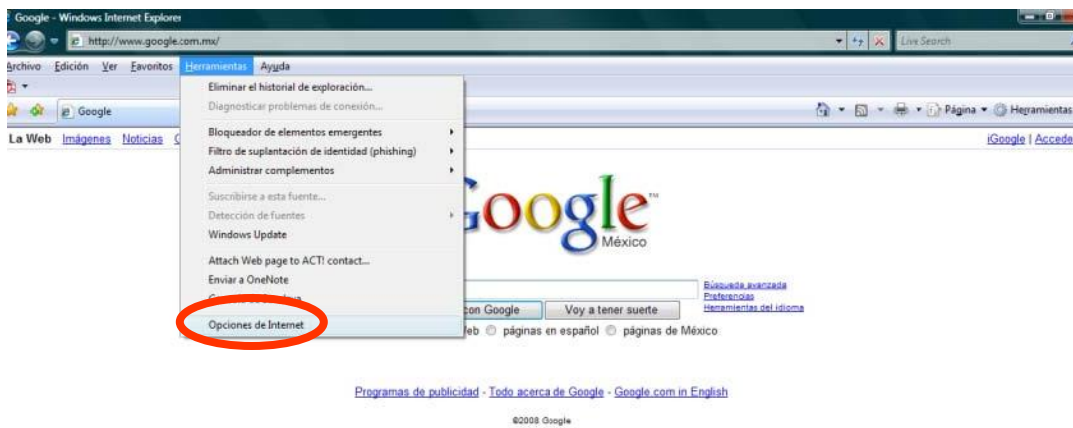 Google - Windows Internet Explorer
http://www.google.com.mx/
Live Search
Archivo Edición Ver Favoritos Herramientas Ayuda
Google
Página Herramientas
La Web Imágenes Noticias
iGoogle | Accede
Eliminar el historial de exploración...
Diagnosticar problemas de conexión...
Bloqueador de elementos emergentes
Filtro de suplantación de identidad (phishing)
Administrar complementos
Suscribirse a esta fuente...
Detección de fuentes
Windows Update
Attach Web page to ACT! contact...
Enviar a OneNote
Opciones de Internet
Google™
México
Búsqueda avanzada
Preferencias
Herramientas del idioma
con Google Voy a tener suerte
páginas en español páginas de México
Programas de publicidad - Todo acerca de Google - Google.com in English
©2008 Google